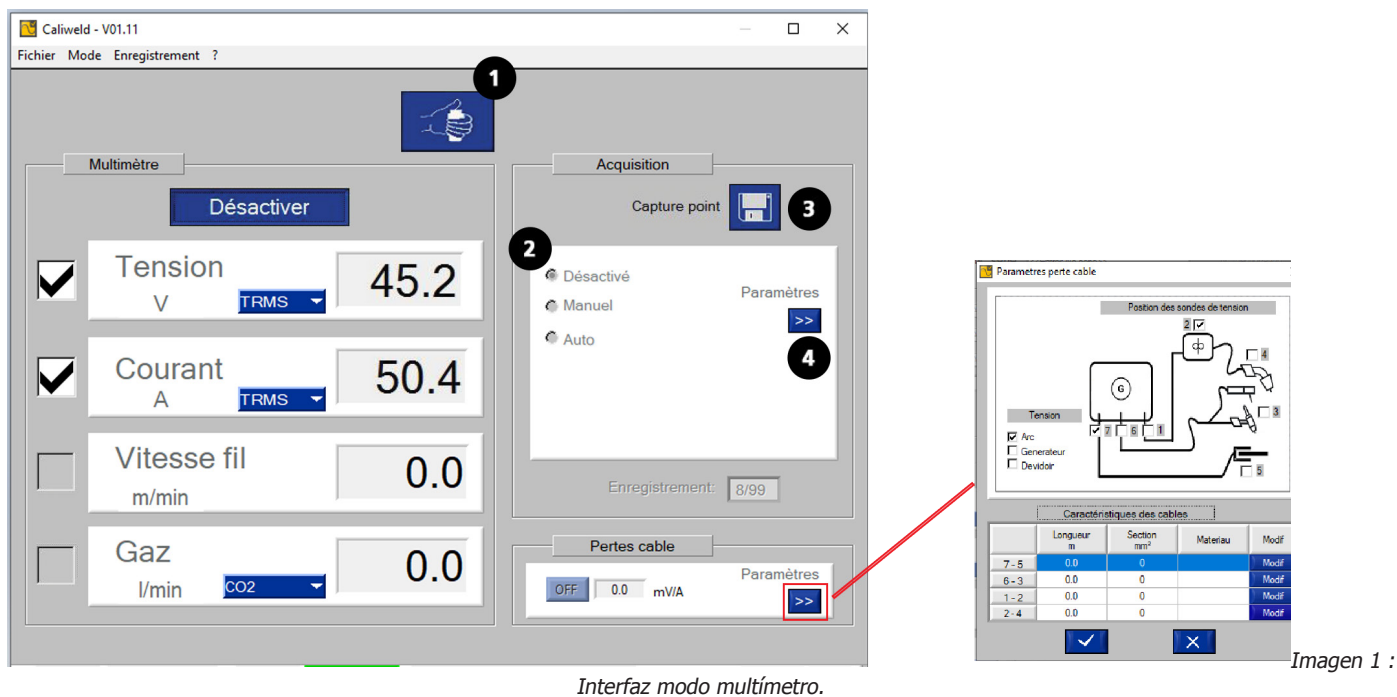 Caliweld - V01.11
Fichier Mode Enregistrement ?
1
Multimètre
Désactiver
Tension
V
TRMS
45.2
Courant
A
TRMS
50.4
Vitesse fil
m/min
0.0
Gaz
l/min
CO2
0.0
Acquisition
Capture point
3
2
Désactivé
Manuel
Auto
Paramètres
>>
4
Enregistrement: 8/99
Pertes cable
OFF 0.0 mV/A
Paramètres
>>
Parametres perte cable
Position des sondes de tension
2
4
G
3
Tension
7 6 1
Arc
Generateur
Devidoir
5
Caractéristiques des cables
Longueur m Section mm² Materiau Modif
7 - 5 0.0 0 Modif
6 - 3 0.0 0 Modif
1 - 2 0.0 0 Modif
2 - 4 0.0 0 Modif
Imagen 1 :
Interfaz modo multímetro.